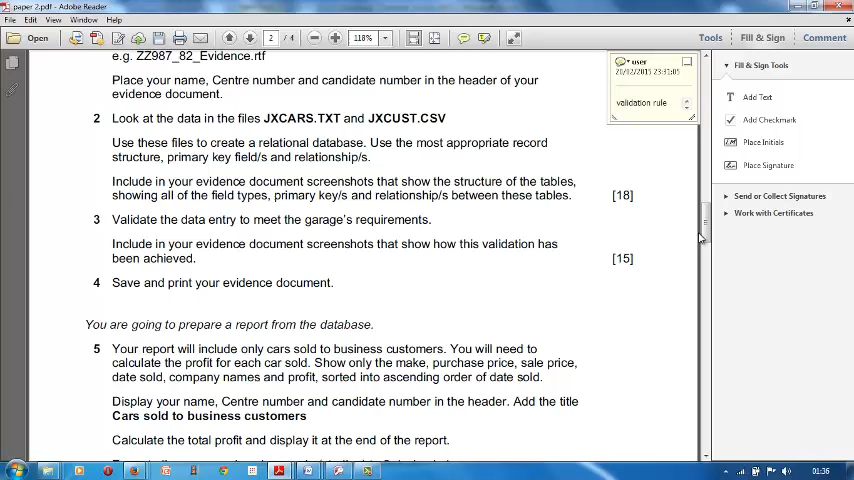 paper 2.pdf - Adobe Reader
File Edit View Window Help
Open 2 / 4 118% Tools Fill & Sign Comment
e.g. ZZ987_82_Evidence.rtf
Place your name, Centre number and candidate number in the header of your
evidence document.
2 Look at the data in the files JXCARS.TXT and JXCUST.CSV
Use these files to create a relational database. Use the most appropriate record
structure, primary key field/s and relationship/s.
Include in your evidence document screenshots that show the structure of the tables,
showing all of the field types, primary key/s and relationship/s between these tables. [18]
3 Validate the data entry to meet the garage's requirements.
Include in your evidence document screenshots that show how this validation has
been achieved. [15]
4 Save and print your evidence document.
You are going to prepare a report from the database.
5 Your report will include only cars sold to business customers. You will need to
calculate the profit for each car sold. Show only the make, purchase price, sale price,
date sold, company names and profit, sorted into ascending order of date sold.
Display your name, Centre number and candidate number in the header. Add the title
Cars sold to business customers
Calculate the total profit and display it at the end of the report.
user
20/02/2015 23:31:05
validation rule
Fill & Sign Tools
Add Text
Add Checkmark
Place Initials
Place Signature
Send or Collect Signatures
Work with Certificates
01:36